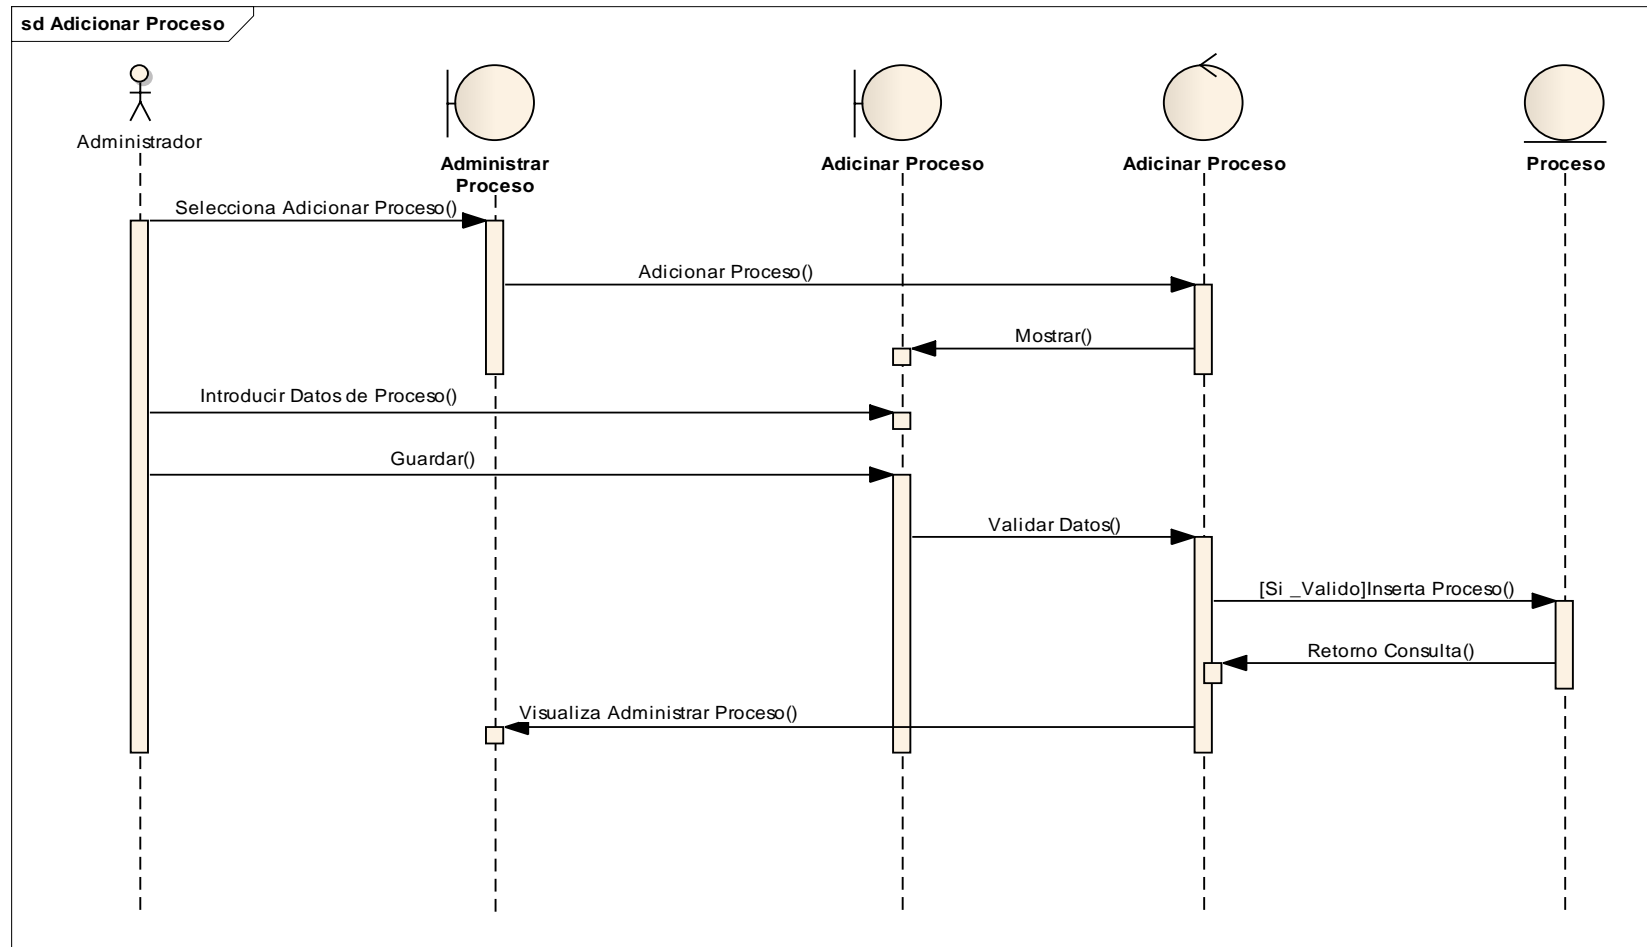 sd Adicionar Proceso
Administrador
Administrar
Proceso
Adicinar Proceso
Adicinar Proceso
Proceso
Selecciona Adicionar Proceso()
Adicionar Proceso()
Mostrar()
Introducir Datos de Proceso()
Guardar()
Validar Datos()
[Si _Valido]Inserta Proceso()
Retorno Consulta()
Visualiza Administrar Proceso()